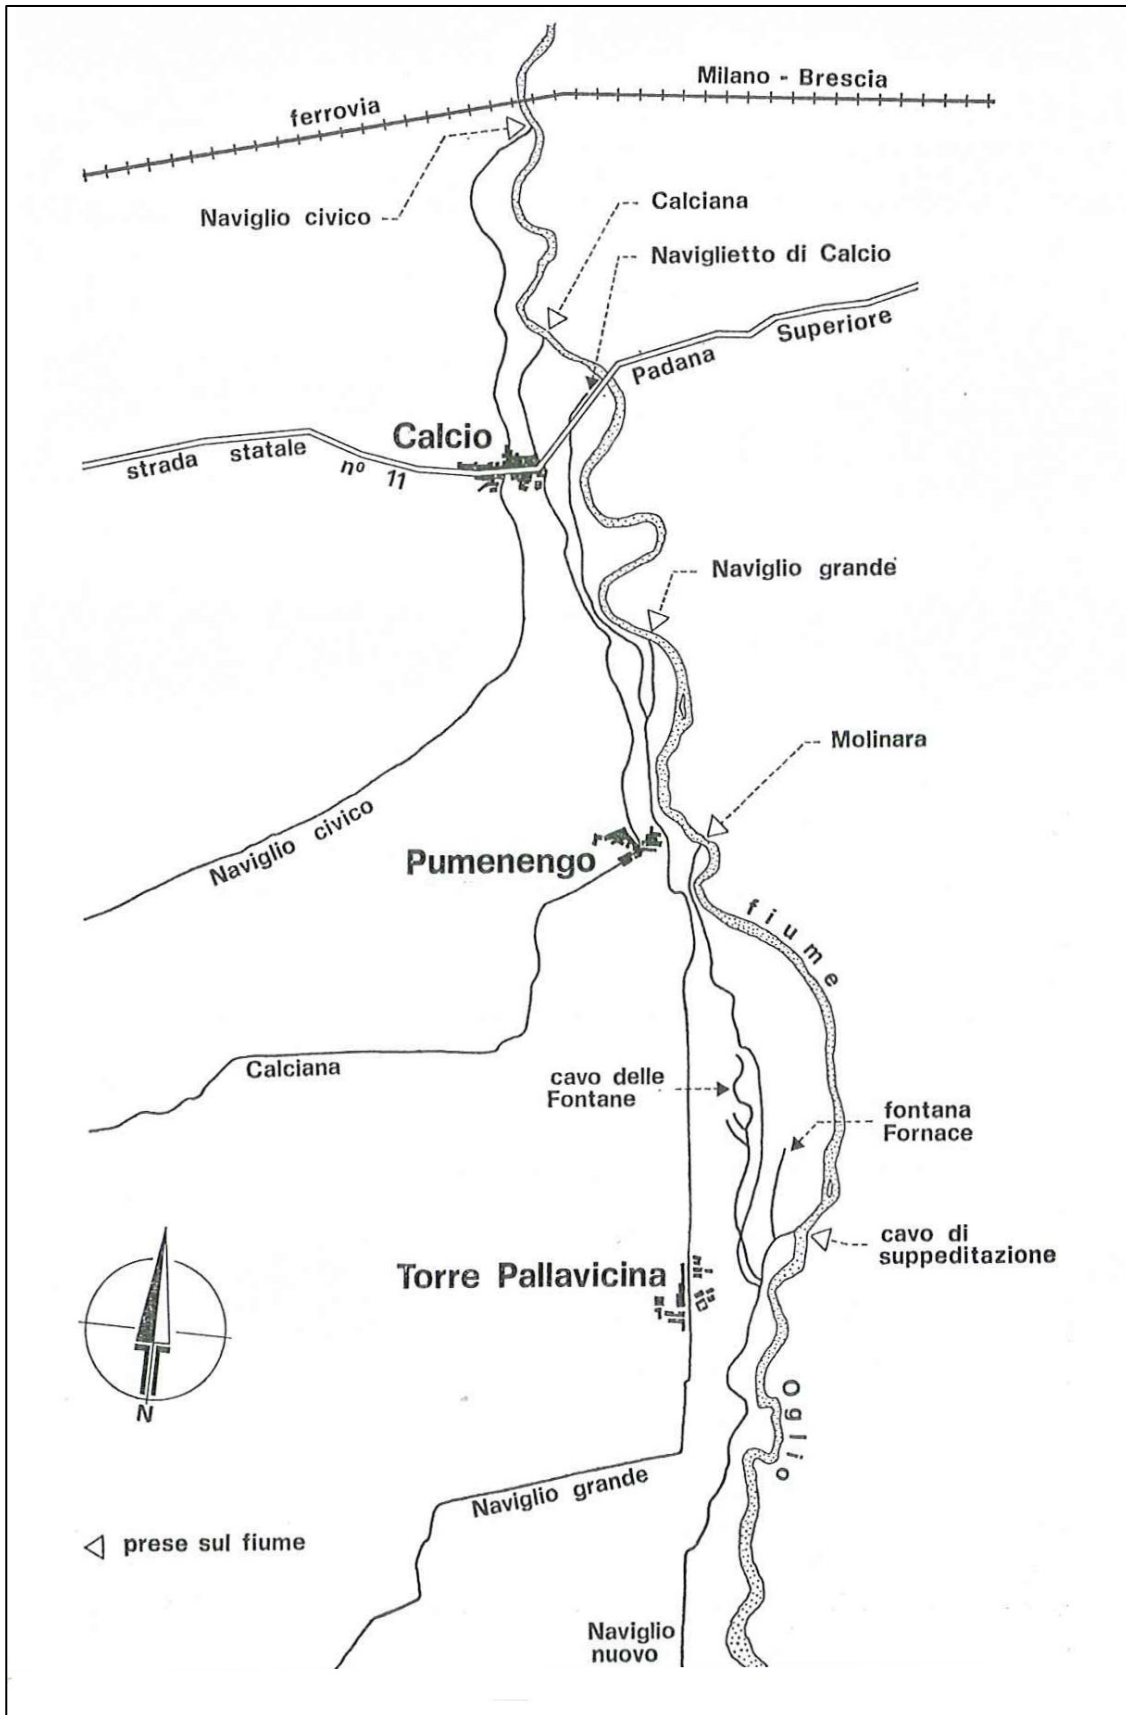 Milano - Brescia
ferrovia
Naviglio civico
Calciana
Naviglietto di Calcio
Padana Superiore
Calcio
strada statale nº 11
Naviglio grande
Molinara
Naviglio civico
Pumenengo
fiume
Calciana
cavo delle
Fontane
fontana
Fornace
cavo di
suppeditazione
Torre Pallavicina
N
Oglio
Naviglio grande
prese sul fiume
Naviglio
nuovo